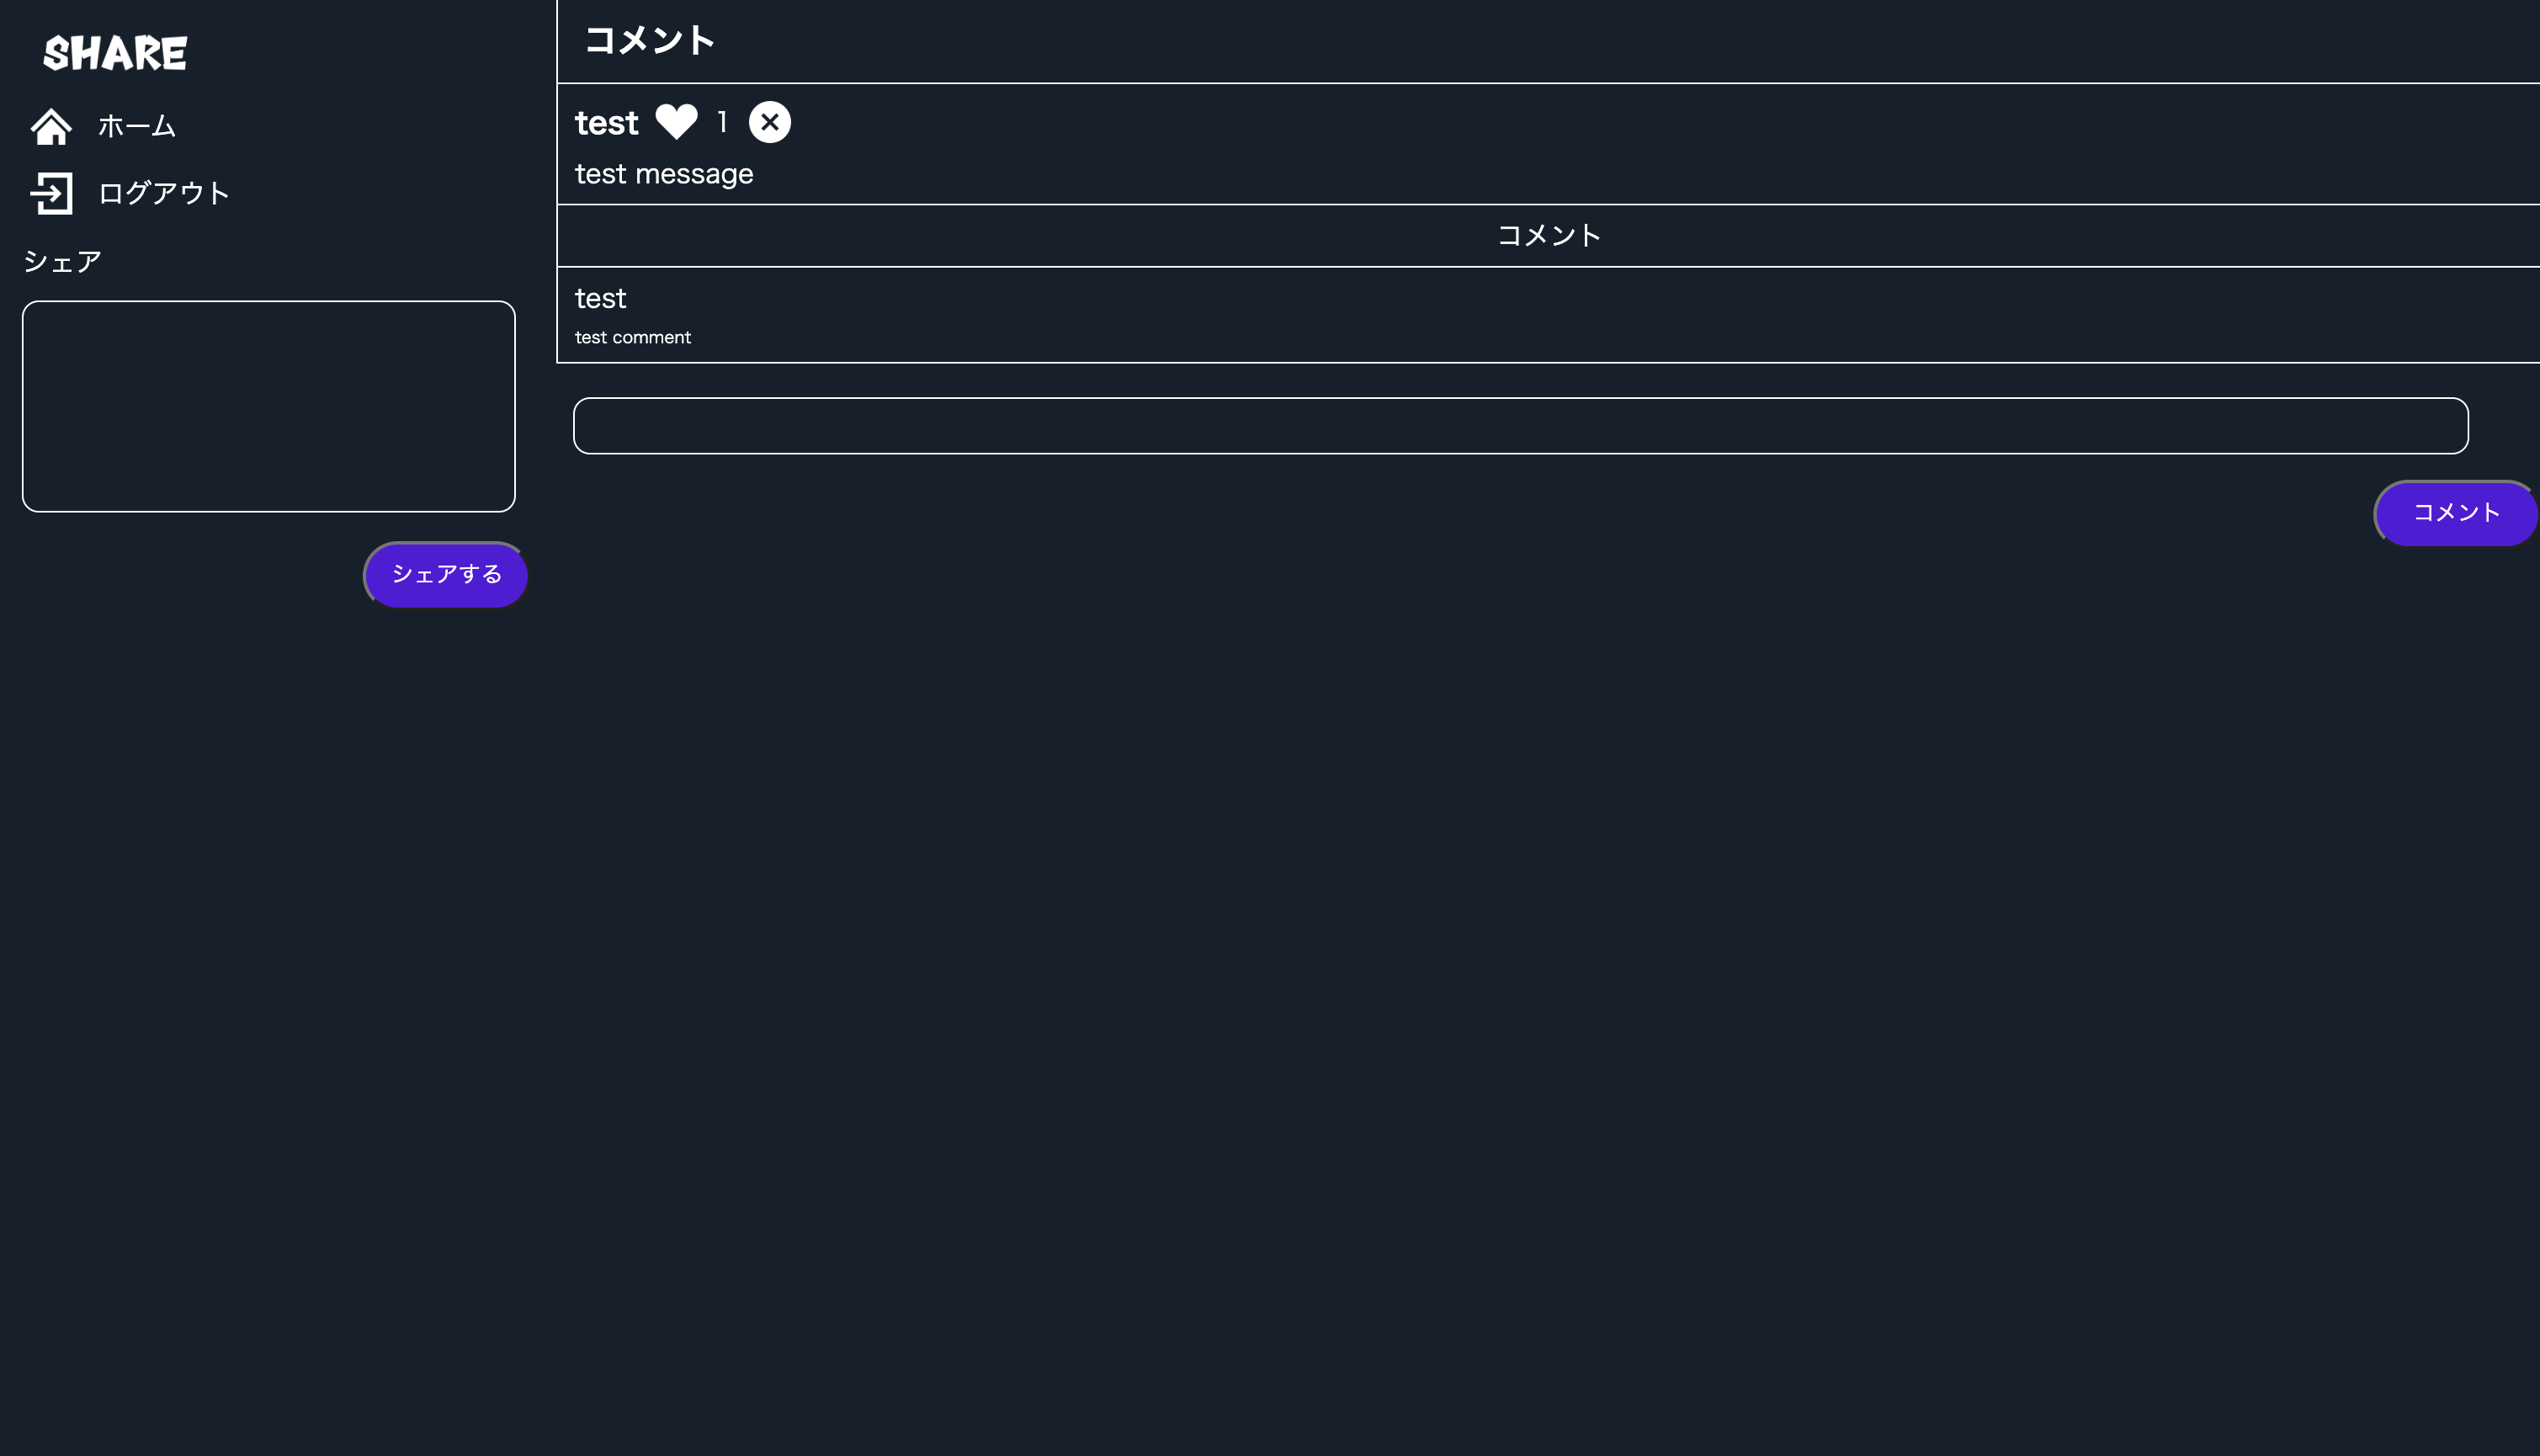 SHARE
ホーム
ログアウト
シェア
シェアする
コメント
test 1
test message
コメント
test
test comment
コメント